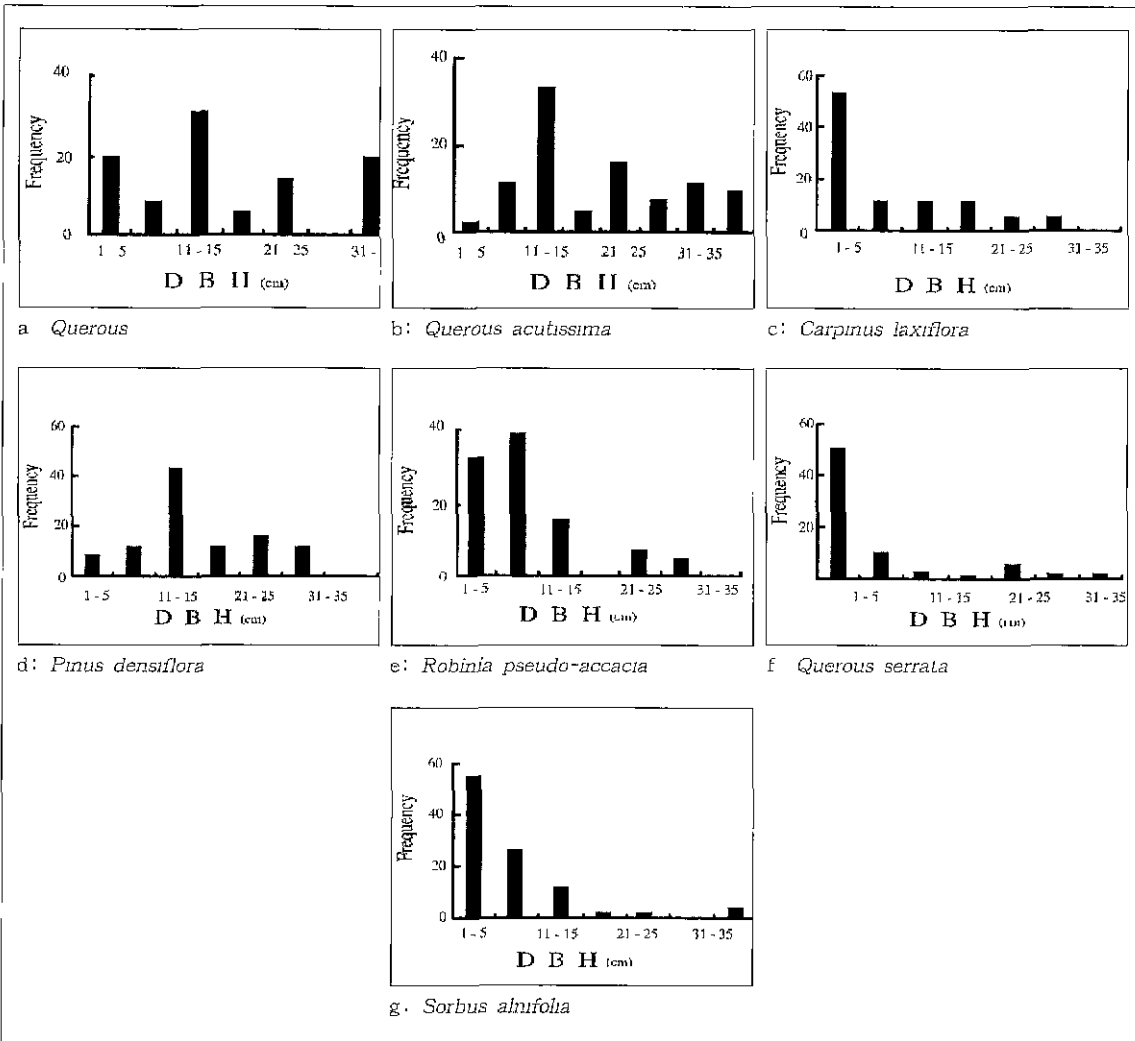 40
20
0
Frequency
1 5 11 - 15 21 25 31 -
D B H (cm)
a Querous
40
20
0
Frequency
1 5 11 - 15 21 - 25 31 - 35
D B H (cm)
b: Querous acutissima
60
40
20
0
Frequency
1 - 5 11 - 15 21 - 25 31 - 35
D B H (cm)
c: Carpinus laxiflora
60
40
20
0
Frequency
1 - 5 11 - 15 21 - 25 31 - 35
D B H (cm)
d: Pinus densiflora
40
20
0
Frequency
1 - 5 11 - 15 21 - 25 31 - 35
D B H (cm)
e: Robinia pseudo-accacia
60
40
20
Frequency
1 - 5 11 - 15 21 - 25 31 - 35
D B H (cm)
f Querous serrata
60
40
20
0
Frequency
1 - 5 11 - 15 21 - 25 31 - 35
D B H (cm)
g. Sorbus alnifolia